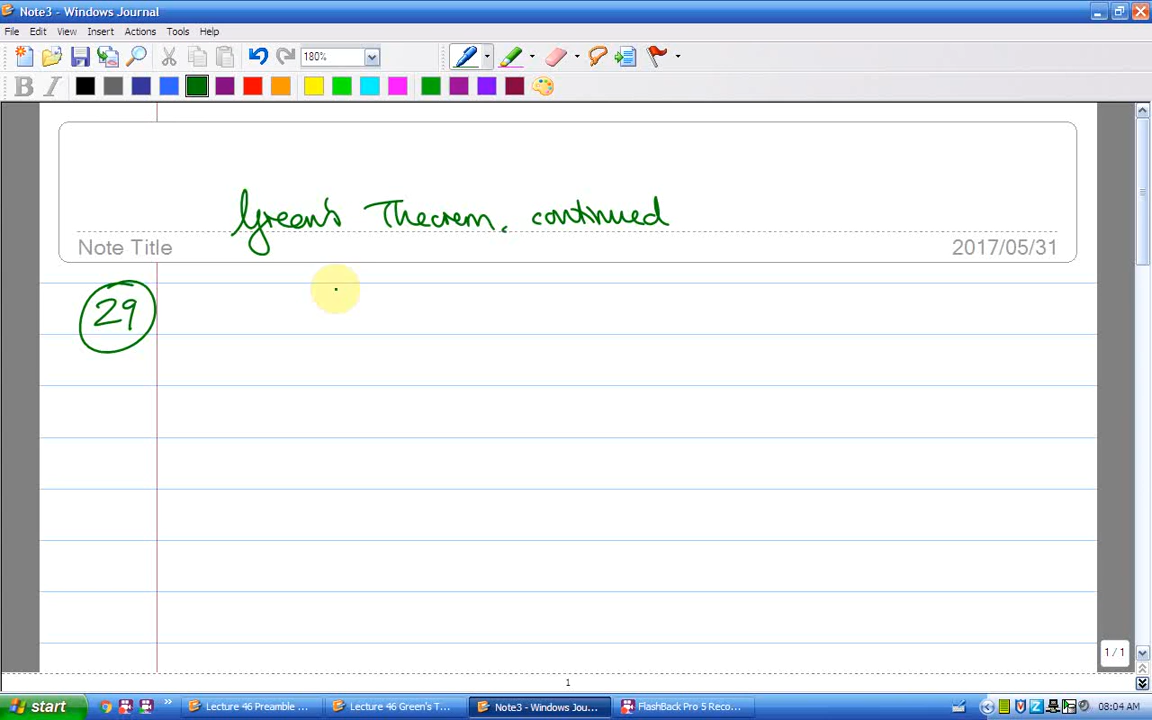 Note3 - Windows Journal
File Edit View Insert Actions Tools Help
180%
B I
Green's Theorem, continued
Note Title 2017/05/31
29
1 / 1
1
start Lecture 46 Preamble ... Lecture 46 Green's T... Note3 - Windows Jou... FlashBack Pro 5 Reco... 08:04 AM